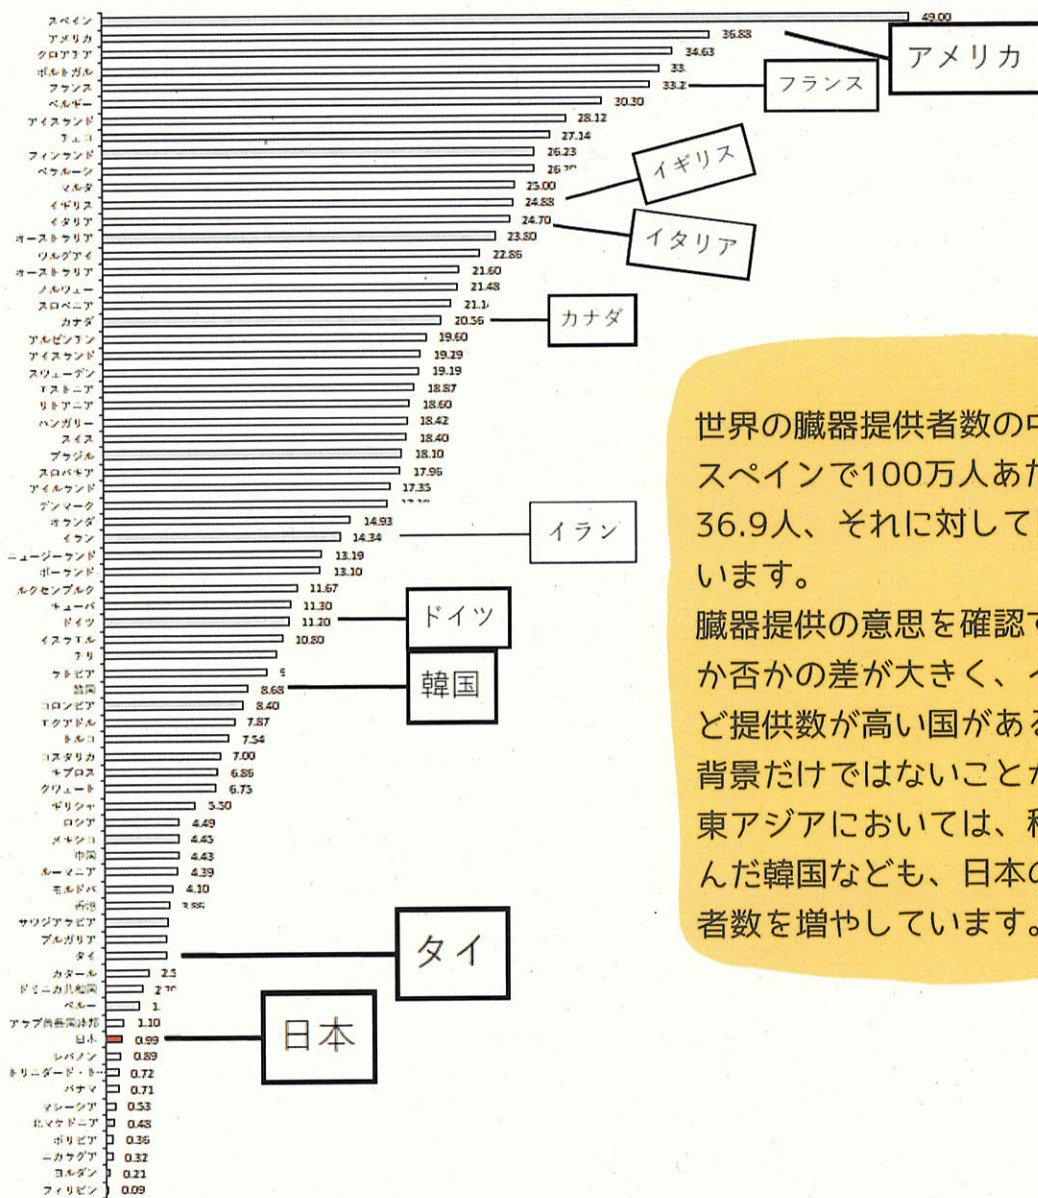 スペイン 49.00
アメリカ 36.88
クロアチア 34.63
ポルトガル 33.
フランス 33.2
ベルギー 30.30
アイスランド 28.12
チェコ 27.14
フィンランド 26.23
ベラルーシ 26.
マルタ 25.00
イギリス 24.88
イタリア 24.70
オーストラリア 23.80
ウルグアイ 22.86
オーストラリア 21.60
ノルウェー 21.48
スロベニア 21.1
カナダ 20.56
アルゼンチン 19.60
アイスランド 19.29
スウェーデン 19.19
エストニア 18.87
リトアニア 18.60
ハンガリー 18.42
スイス 18.40
ブラジル 18.10
スロバキア 17.96
アイルランド 17.35
デンマーク
オランダ 14.93
イラン 14.34
ニュージーランド 13.19
ポーランド 13.10
ルクセンブルク 11.67
キューバ 11.30
ドイツ 11.20
イスラエル 10.80
チリ
ラトビア 9
韓国 8.68
コロンビア 8.40
エクアドル 7.87
トルコ 7.54
コスタリカ 7.00
キプロス 6.86
クウェート 6.75
ギリシャ 5.50
ロシア 4.49
メキシコ 4.45
中国 4.43
ルーマニア 4.39
モルドバ 4.10
香港 3.86
サウジアラビア
ブルガリア
タイ
カタール 2.5
ドミニカ共和国 2
ペルー 1.
アラブ首長国連邦 1.10
日本 0.99
レバノン 0.89
トリニダード・ト… 0.72
パナマ 0.71
マレーシア 0.53
北マケドニア 0.48
ボリビア 0.36
ニカラグア 0.32
ヨルダン 0.21
フィリピン 0.09
アメリカ
フランス
イギリス
イタリア
カナダ
イラン
ドイツ
韓国
タイ
日本
世界の臓器提供者数の中
スペインで100万人あた
36.9人、それに対して
います。
臓器提供の意思を確認す
か否かの差が大きく、イ
ど提供数が高い国がある
背景だけではないことが
東アジアにおいては、積
んだ韓国なども、日本の
者数を増やしています。